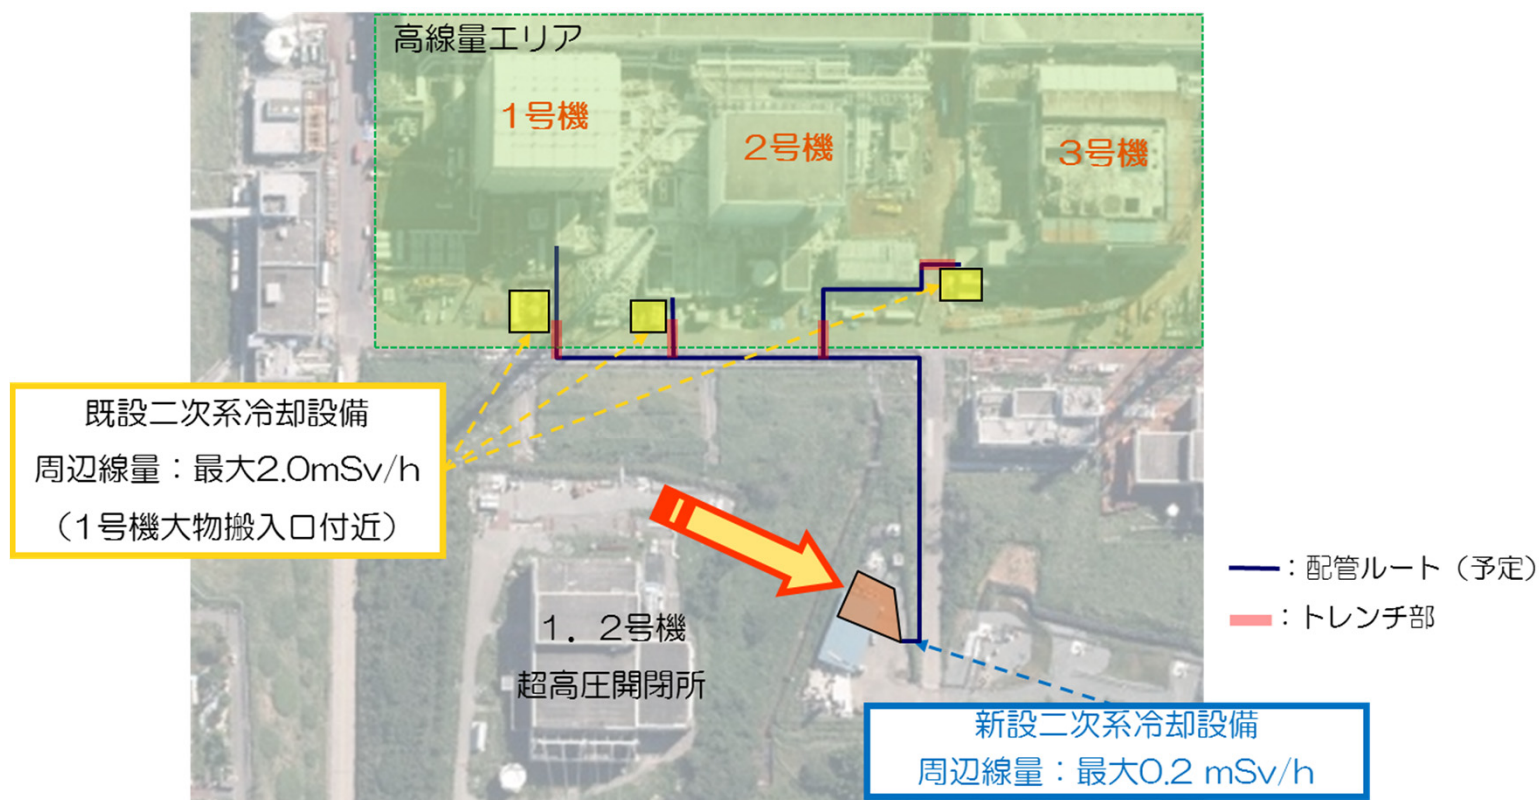 高線量エリア
1号機
2号機
3号機
既設二次系冷却設備
周辺線量：最大2.0mSv/h
（1号機大物搬入口付近）
：配管ルート（予定）
：トレンチ部
1．2号機
超高圧開閉所
新設二次系冷却設備
周辺線量：最大0.2 mSv/h